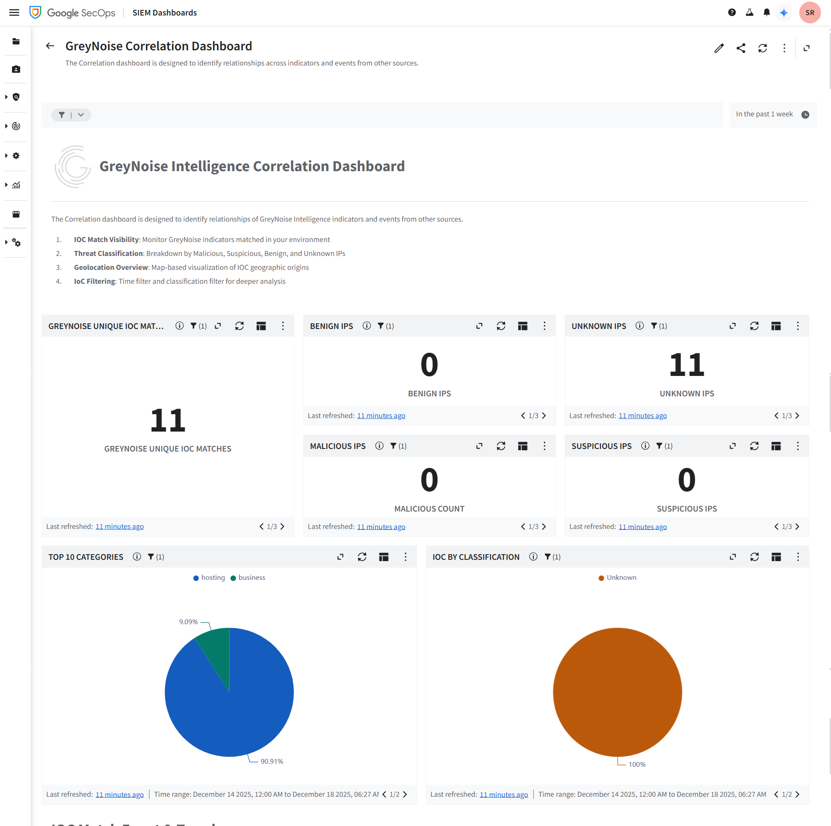 Google SecOps
SIEM Dashboards
SR
GreyNoise Correlation Dashboard
The Correlation dashboard is designed to identify relationships across indicators and events from other sources.
In the past 1 week
GreyNoise Intelligence Correlation Dashboard
The Correlation dashboard is designed to identify relationships of GreyNoise Intelligence indicators and events from other sources.
1. IOC Match Visibility: Monitor GreyNoise indicators matched in your environment
2. Threat Classification: Breakdown by Malicious, Suspicious, Benign, and Unknown IPs
3. Geolocation Overview: Map-based visualization of IOC geographic origins
4. IoC Filtering: Time filter and classification filter for deeper analysis
GREYNOISE UNIQUE IOC MAT... (1)
11
GREYNOISE UNIQUE IOC MATCHES
Last refreshed: 11 minutes ago 1/3
BENIGN IPS (1)
0
BENIGN IPS
Last refreshed: 11 minutes ago 1/3
UNKNOWN IPS (1)
11
UNKNOWN IPS
Last refreshed: 11 minutes ago 1/3
MALICIOUS IPS (1)
0
MALICIOUS COUNT
Last refreshed: 11 minutes ago 1/3
SUSPICIOUS IPS (1)
0
SUSPICIOUS IPS
Last refreshed: 11 minutes ago 1/3
TOP 10 CATEGORIES (1)
hosting business
9.09%
90.91%
Last refreshed: 11 minutes ago Time range: December 14 2025, 12:00 AM to December 18 2025, 06:27 AM 1/2
IOC BY CLASSIFICATION (1)
Unknown
100%
Last refreshed: 11 minutes ago Time range: December 14 2025, 12:00 AM to December 18 2025, 06:27 AM 1/2